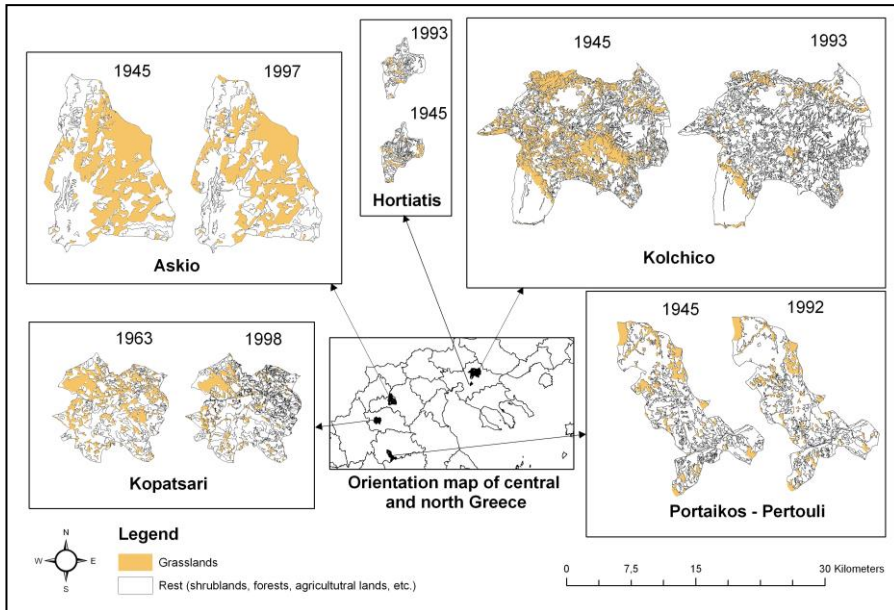 1945
1997
Askio
1993
1945
Hortiatis
1945
1993
Kolchico
1963
1998
Kopatsari
Orientation map of central
and north Greece
1945
1992
Portaikos - Pertouli
N
W
E
S
Legend
Grasslands
Rest (shrublands, forests, agricultutral lands, etc.)
0
7,5
15
30 Kilometers